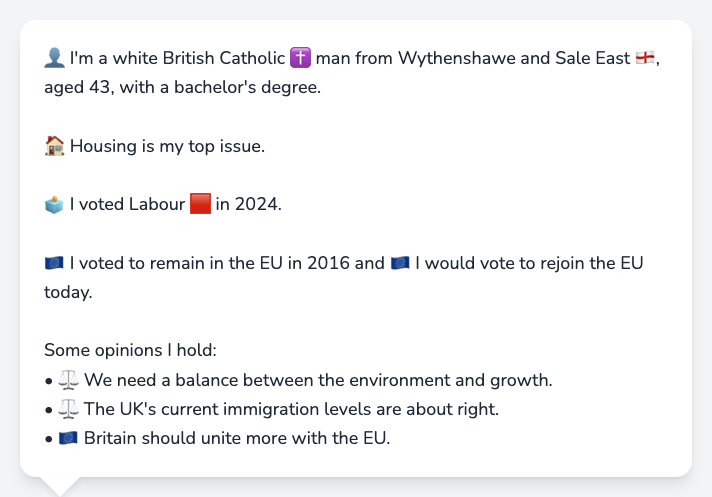 👤 I'm a white British Catholic ✝️ man from Wythenshawe and Sale East 🏴󠁧󠁢󠁥󠁮󠁧󠁿,
aged 43, with a bachelor's degree.
🏠 Housing is my top issue.
🗳️ I voted Labour 🟥 in 2024.
🇪🇺 I voted to remain in the EU in 2016 and 🇪🇺 I would vote to rejoin the EU
today.
Some opinions I hold:
• ⚖️ We need a balance between the environment and growth.
• ⚖️ The UK's current immigration levels are about right.
• 🇪🇺 Britain should unite more with the EU.